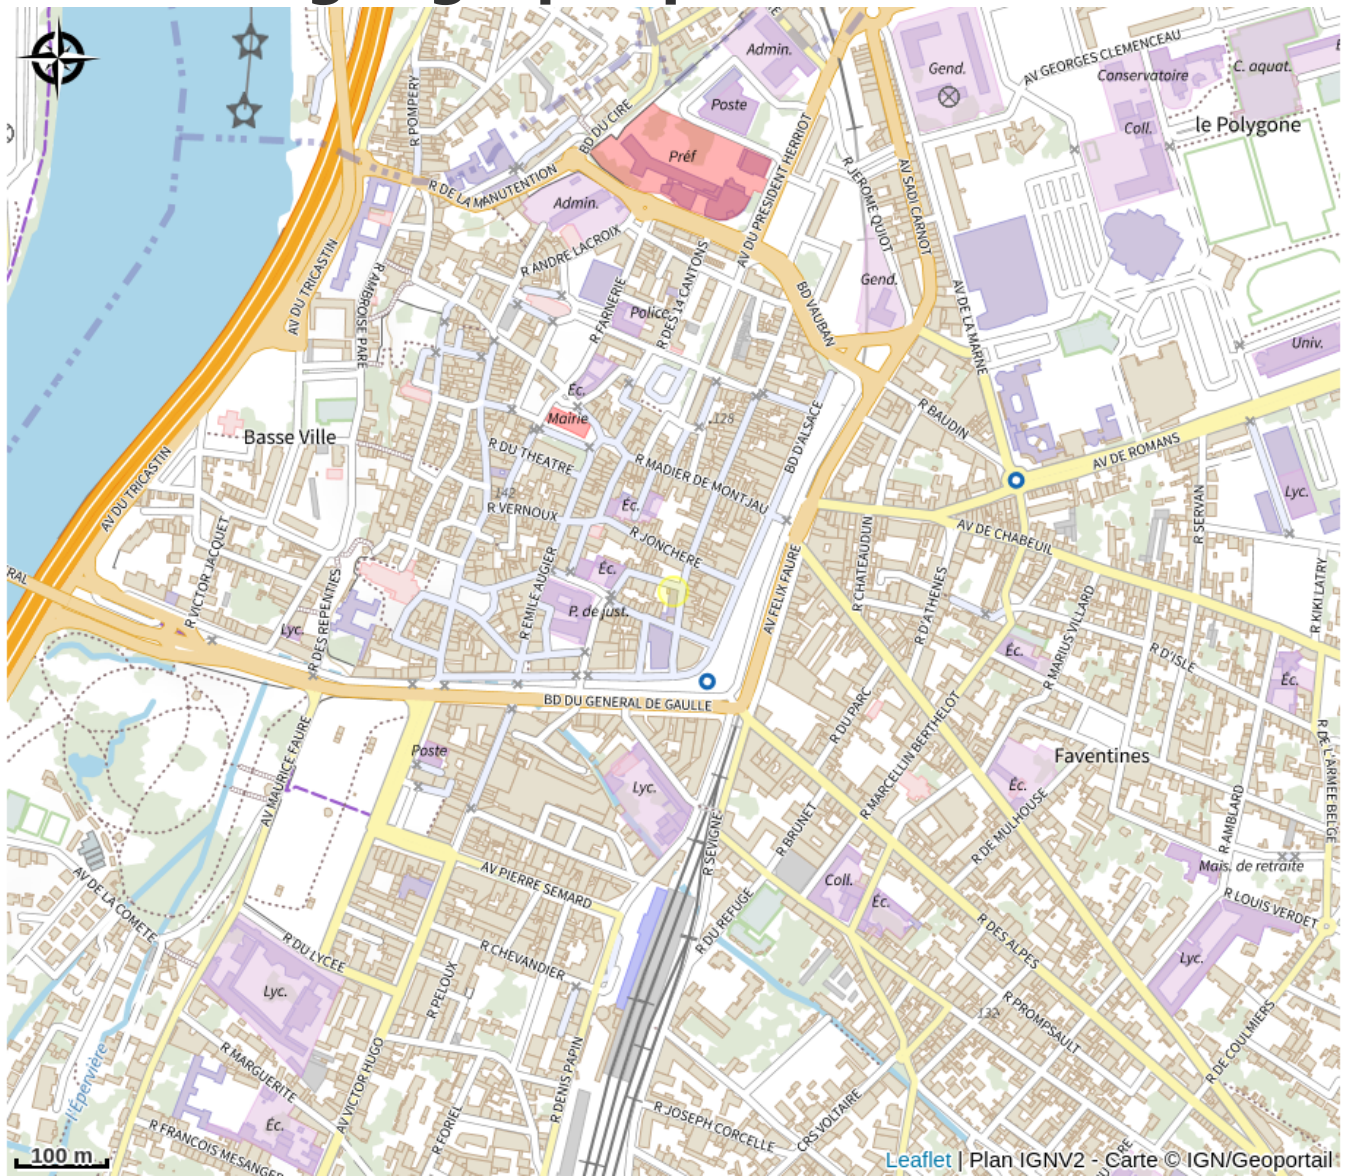 Admin.
Gend.
AV GEORGES CLEMENCEAU
Conservatoire
C. aquat.
R POMPERY
Poste
BD DU CIRE
Coll.
le Polygone
Préf
AV DU PRESIDENT HERRIOT
R JEROME QUIOT
AV SADI CARNOT
R DE LA MANUTENTION
Admin.
R ANDRE LACROIX
AV DU TRICASTIN
R AMBROISE PARE
R FARNERIE
R DES 14 CANTONS
Police
Gend.
BD VAUBAN
AV DE LA MARNE
Univ.
Éc.
Mairie
128
BD D'ALSACE
R BAUDIN
Basse Ville
R DU THEATRE
R MADIER DE MONTJAU
AV DE ROMANS
AV DU TRICASTIN
142
R VERNOUX
Éc.
Lyc.
R SERVAN
AV DE CHABEUIL
R JONCHERE
R VICTOR JACQUET
R DES REPENTIES
R EMILE AUGIER
Éc.
P. de just.
AV FELIX FAURE
R CHATEAUDUN
R D'ATHENES
R MARIUS VILLARD
R KIKI LATRY
RAL
Lyc.
Éc.
R D'ISLE
Éc.
BD DU GENERAL DE GAULLE
R DU PARC
R MARCELLIN BERTHELOT
Faventines
R DE L'ARMEE BELGE
AV MAURICE FAURE
Poste
Lyc.
Éc.
R SEVIGNE
R BRUNET
R DE MULHOUSE
R AMBLARD
Mais. de retraite
AV DE LA COMETE
AV PIERRE SEMARD
Coll.
Éc.
R LOUIS VERDET
R DU REFUGE
R DES ALPES
R DU LYCEE
R CHEVANDIER
Lyc.
Lyc.
R PELOUX
132
R PROMPSAULT
R DE COULMIERS
l'Épervière
R MARGUERITE
AV VICTOR HUGO
R DENIS PAPIN
Éc.
R FORIEL
R JOSEPH CORCELLE
CRS VOLTAIRE
R FRANCOIS MESANGER
100 m
Leaflet | Plan IGNV2 - Carte © IGN/Geoportail